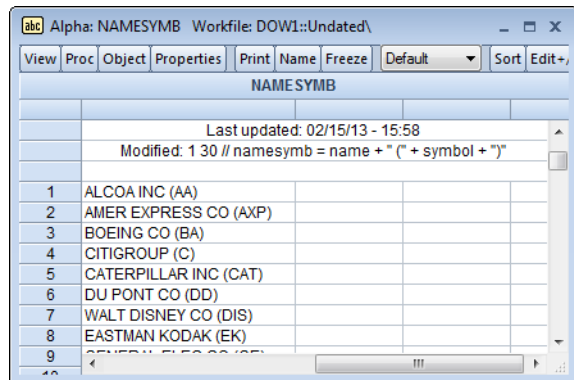 abc Alpha: NAMESYMB Workfile: DOW1::Undated\
View Proc Object Properties Print Name Freeze Default Sort Edit+/
NAMESYMB
Last updated: 02/15/13 - 15:58
Modified: 1 30 // namesymb = name + " (" + symbol + ")"
1 ALCOA INC (AA)
2 AMER EXPRESS CO (AXP)
3 BOEING CO (BA)
4 CITIGROUP (C)
5 CATERPILLAR INC (CAT)
6 DU PONT CO (DD)
7 WALT DISNEY CO (DIS)
8 EASTMAN KODAK (EK)
9